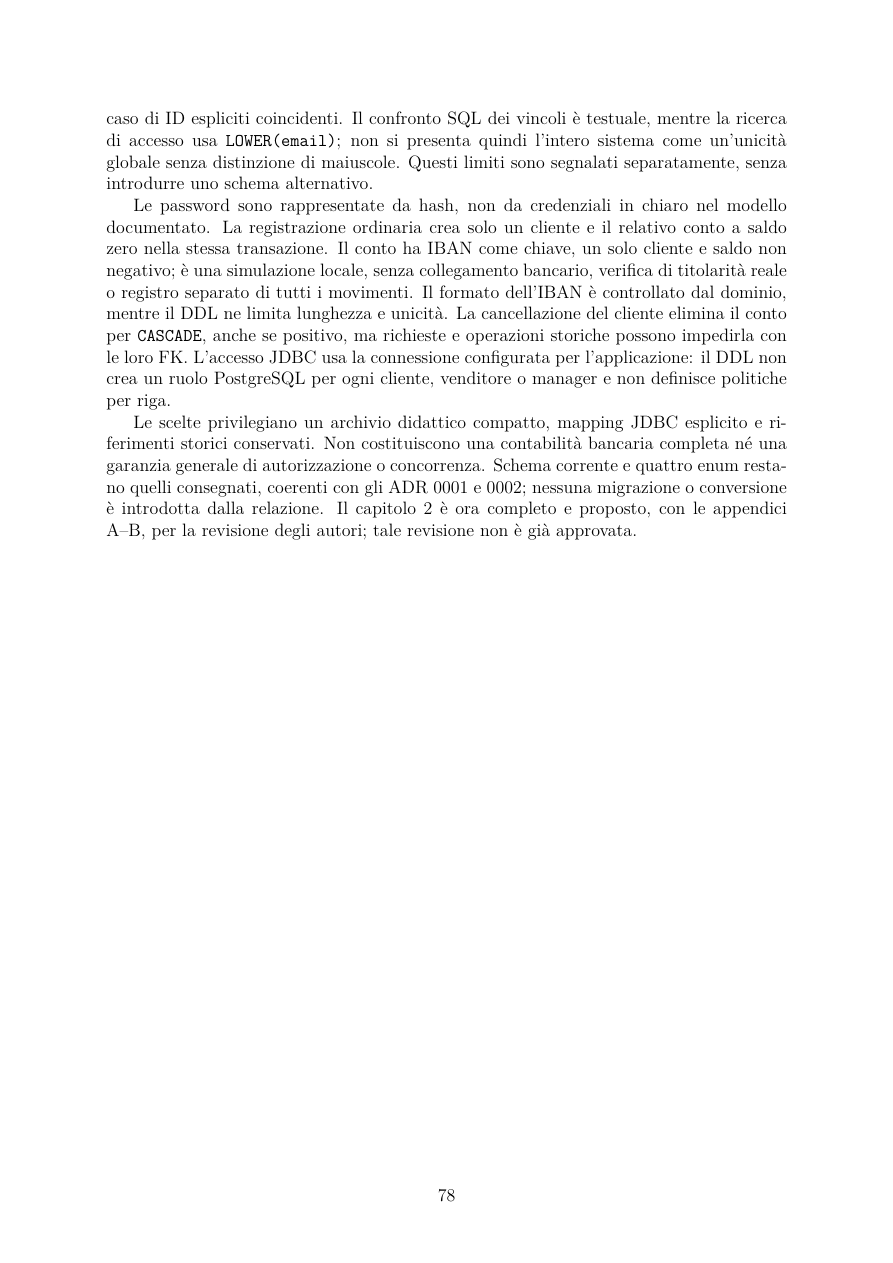 caso di ID espliciti coincidenti. Il confronto SQL dei vincoli è testuale, mentre la ricerca
di accesso usa LOWER(email); non si presenta quindi l'intero sistema come un'unicità
globale senza distinzione di maiuscole. Questi limiti sono segnalati separatamente, senza
introdurre uno schema alternativo.
Le password sono rappresentate da hash, non da credenziali in chiaro nel modello
documentato. La registrazione ordinaria crea solo un cliente e il relativo conto a saldo
zero nella stessa transazione. Il conto ha IBAN come chiave, un solo cliente e saldo non
negativo; è una simulazione locale, senza collegamento bancario, verifica di titolarità reale
o registro separato di tutti i movimenti. Il formato dell'IBAN è controllato dal dominio,
mentre il DDL ne limita lunghezza e unicità. La cancellazione del cliente elimina il conto
per CASCADE, anche se positivo, ma richieste e operazioni storiche possono impedirla con
le loro FK. L'accesso JDBC usa la connessione configurata per l'applicazione: il DDL non
crea un ruolo PostgreSQL per ogni cliente, venditore o manager e non definisce politiche
per riga.
Le scelte privilegiano un archivio didattico compatto, mapping JDBC esplicito e ri-
ferimenti storici conservati. Non costituiscono una contabilità bancaria completa né una
garanzia generale di autorizzazione o concorrenza. Schema corrente e quattro enum resta-
no quelli consegnati, coerenti con gli ADR 0001 e 0002; nessuna migrazione o conversione
è introdotta dalla relazione. Il capitolo 2 è ora completo e proposto, con le appendici
A–B, per la revisione degli autori; tale revisione non è già approvata.
78